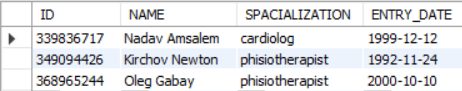 ID NAME SPACIALIZATION ENTRY_DATE
339836717 Nadav Amsalem cardiolog 1999-12-12
349094426 Kirchov Newton phisiotherapist 1992-11-24
368965244 Oleg Gabay phisiotherapist 2000-10-10